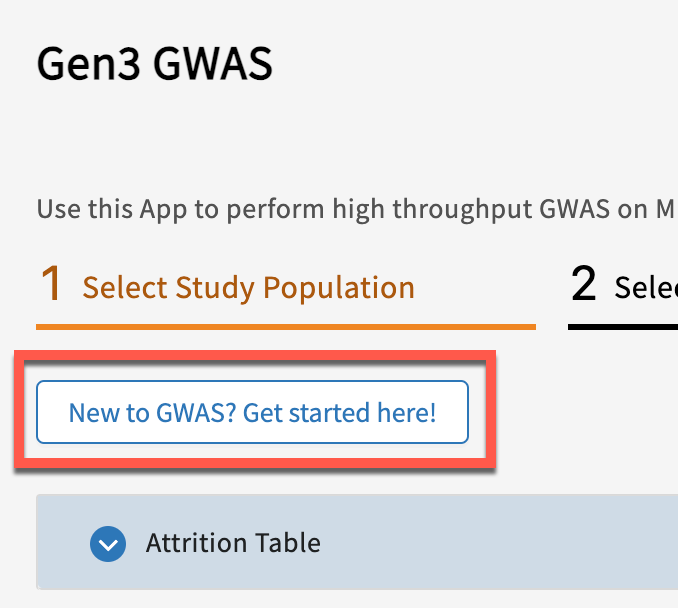 Gen3 GWAS
Use this App to perform high throughput GWAS on M
1 Select Study Population
2 Selec
New to GWAS? Get started here!
Attrition Table